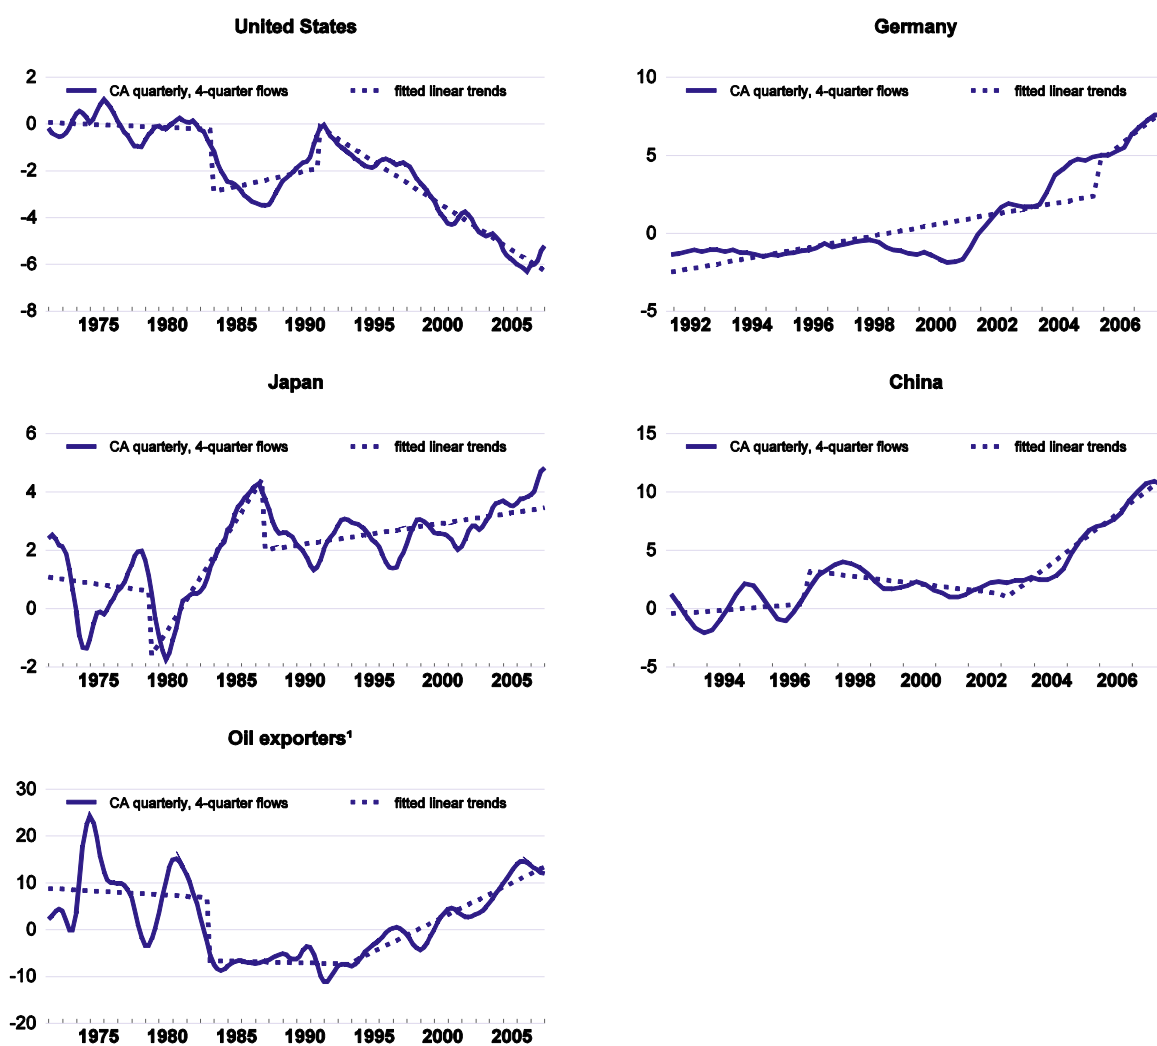 United States
CA quarterly, 4-quarter flows fitted linear trends
2
0
-2
-4
-6
-8
1975 1980 1985 1990 1995 2000 2005
Germany
CA quarterly, 4-quarter flows fitted linear trends
10
5
0
-5
1992 1994 1996 1998 2000 2002 2004 2006
Japan
6
CA quarterly, 4-quarter flows fitted linear trends
4
2
0
-2
1975 1980 1985 1990 1995 2000 2005
China
15
CA quarterly, 4-quarter flows fitted linear trends
10
5
0
-5
1994 1996 1998 2000 2002 2004 2006
Oil exporters¹
30
CA quarterly, 4-quarter flows fitted linear trends
20
10
0
-10
-20
1975 1980 1985 1990 1995 2000 2005